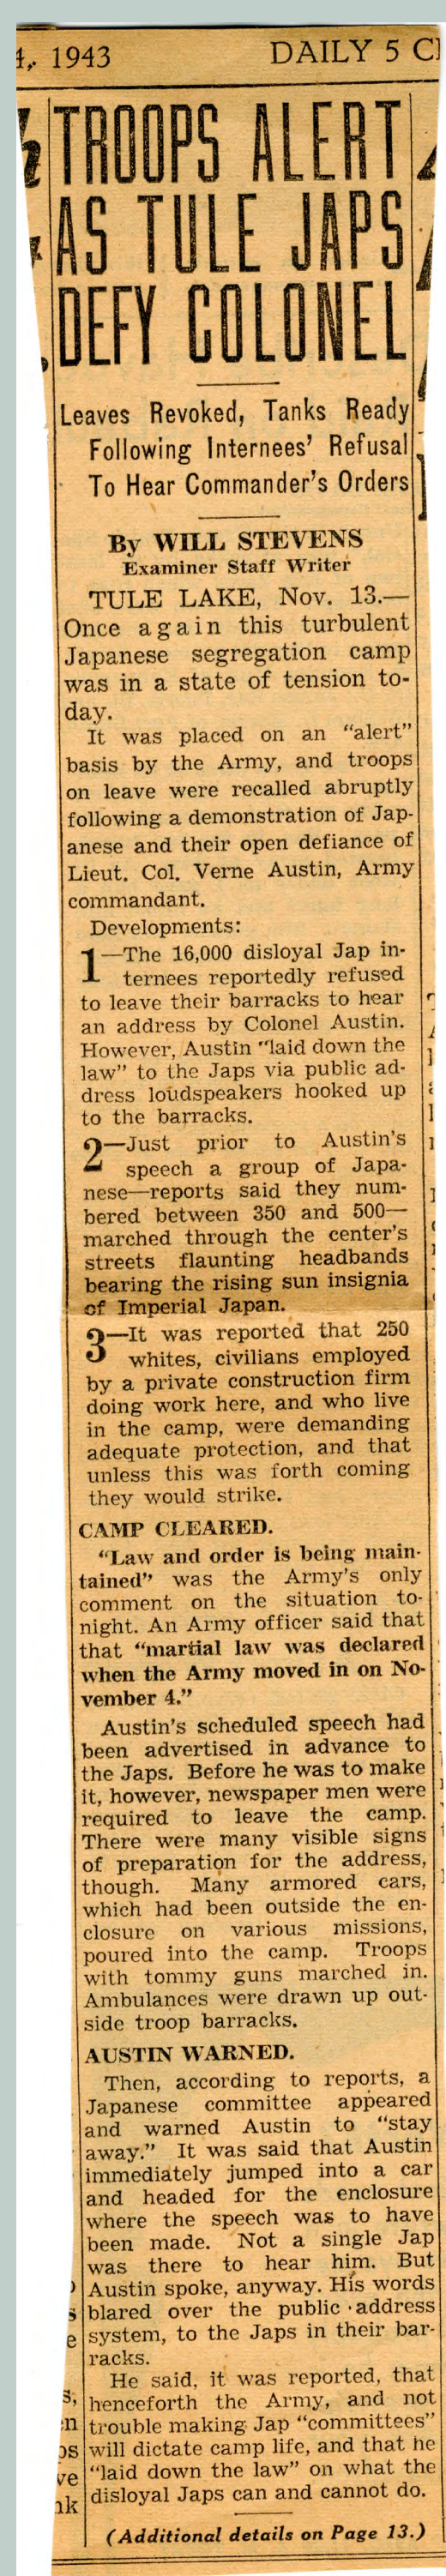 4, 1943 DAILY 5 C
TROOPS ALERT
AS TULE JAPS
DEFY COLONEL
Leaves Revoked, Tanks Ready
Following Internees' Refusal
To Hear Commander's Orders
By WILL STEVENS
Examiner Staff Writer
TULE LAKE, Nov. 13.—
Once again this turbulent
Japanese segregation camp
was in a state of tension to-
day.
It was placed on an "alert"
basis by the Army, and troops
on leave were recalled abruptly
following a demonstration of Jap-
anese and their open defiance of
Lieut. Col. Verne Austin, Army
commandant.
Developments:
1—The 16,000 disloyal Jap in-
ternees reportedly refused
to leave their barracks to hear
an address by Colonel Austin.
However, Austin "laid down the
law" to the Japs via public ad-
dress loudspeakers hooked up
to the barracks.
2—Just prior to Austin's
speech a group of Japa-
nese—reports said they num-
bered between 350 and 500—
marched through the center's
streets flaunting headbands
bearing the rising sun insignia
of Imperial Japan.
3—It was reported that 250
whites, civilians employed
by a private construction firm
doing work here, and who live
in the camp, were demanding
adequate protection, and that
unless this was forth coming
they would strike.
CAMP CLEARED.
"Law and order is being main-
tained" was the Army's only
comment on the situation to-
night. An Army officer said that
that "martial law was declared
when the Army moved in on No-
vember 4."
Austin's scheduled speech had
been advertised in advance to
the Japs. Before he was to make
it, however, newspaper men were
required to leave the camp.
There were many visible signs
of preparation for the address,
though. Many armored cars,
which had been outside the en-
closure on various missions,
poured into the camp. Troops
with tommy guns marched in.
Ambulances were drawn up out-
side troop barracks.
AUSTIN WARNED.
Then, according to reports, a
Japanese committee appeared
and warned Austin to "stay
away." It was said that Austin
immediately jumped into a car
and headed for the enclosure
where the speech was to have
been made. Not a single Jap
was there to hear him. But
Austin spoke, anyway. His words
blared over the public address
system, to the Japs in their bar-
racks.
He said, it was reported, that
henceforth the Army, and not
trouble making Jap "committees"
will dictate camp life, and that he
"laid down the law" on what the
disloyal Japs can and cannot do.
(Additional details on Page 13.)